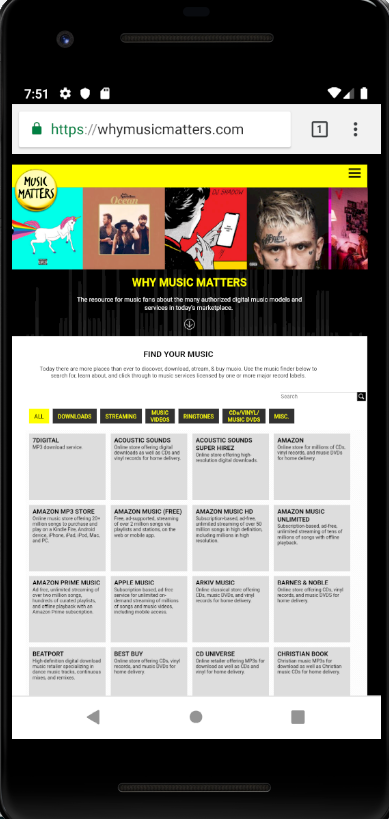 7:51
https://whymusicmatters.com
1
MUSIC
MATTERS
Ocean
DJ SHADOW
WHY MUSIC MATTERS
The resource for music fans about the many authorized digital music models and
services in today's marketplace.
FIND YOUR MUSIC
Today there are more places than ever to discover, download, stream, & buy music. Use the music finder below to
search for, learn about, and click through to music services licensed by one or more major record labels.
Search
ALL DOWNLOADS STREAMING MUSIC VIDEOS RINGTONES CDs/VINYL/ MUSIC DVDS MISC.
7DIGITAL
MP3 download service.
ACOUSTIC SOUNDS
Online store offering digital
downloads as well as CDs and
vinyl records for home delivery.
ACOUSTIC SOUNDS
SUPER HIREZ
Online store offering high-
resolution digital downloads.
AMAZON
Online store for millions of CDs,
vinyl records, and music DVDs
for home delivery.
AMAZON MP3 STORE
Online music store offering 20+
million songs to purchase and
play on a Kindle Fire, Android
device, iPhone, iPad, iPod, Mac,
and PC.
AMAZON MUSIC (FREE)
Free, ad-supported, streaming
of over 2 million songs via
playlists and stations, on the
web or mobile app.
AMAZON MUSIC HD
Subscription-based, ad-free,
unlimited streaming of over 50
million songs in high definition,
including millions in high
resolution.
AMAZON MUSIC
UNLIMITED
Subscription-based, ad-free,
unlimited streaming of tens of
millions of songs with offline
playback.
AMAZON PRIME MUSIC
Ad free, unlimited streaming of
over two million songs,
hundreds of curated playlists,
and offline playback with an
Amazon Prime subscription.
APPLE MUSIC
Subscription based, ad free
service for unlimited on-
demand streaming of millions
of songs and music videos,
including mobile access.
ARKIV MUSIC
Online classical store offering
CDs, music DVDs, and vinyl
records for home delivery.
BARNES & NOBLE
Online store offering CDs, vinyl
records, and music DVDS for
home delivery.
BEATPORT
High-definition digital download
music retailer specializing in
dance music tracks, continuous
mixes, and remixes.
BEST BUY
Online store offering CDs, vinyl
records, and music DVDs for
home delivery.
CD UNIVERSE
Online retailer offering MP3s for
download as well as CDs and
vinyl for home delivery.
CHRISTIAN BOOK
Christian music MP3s for
download as well as Christian
music CDs for home delivery.